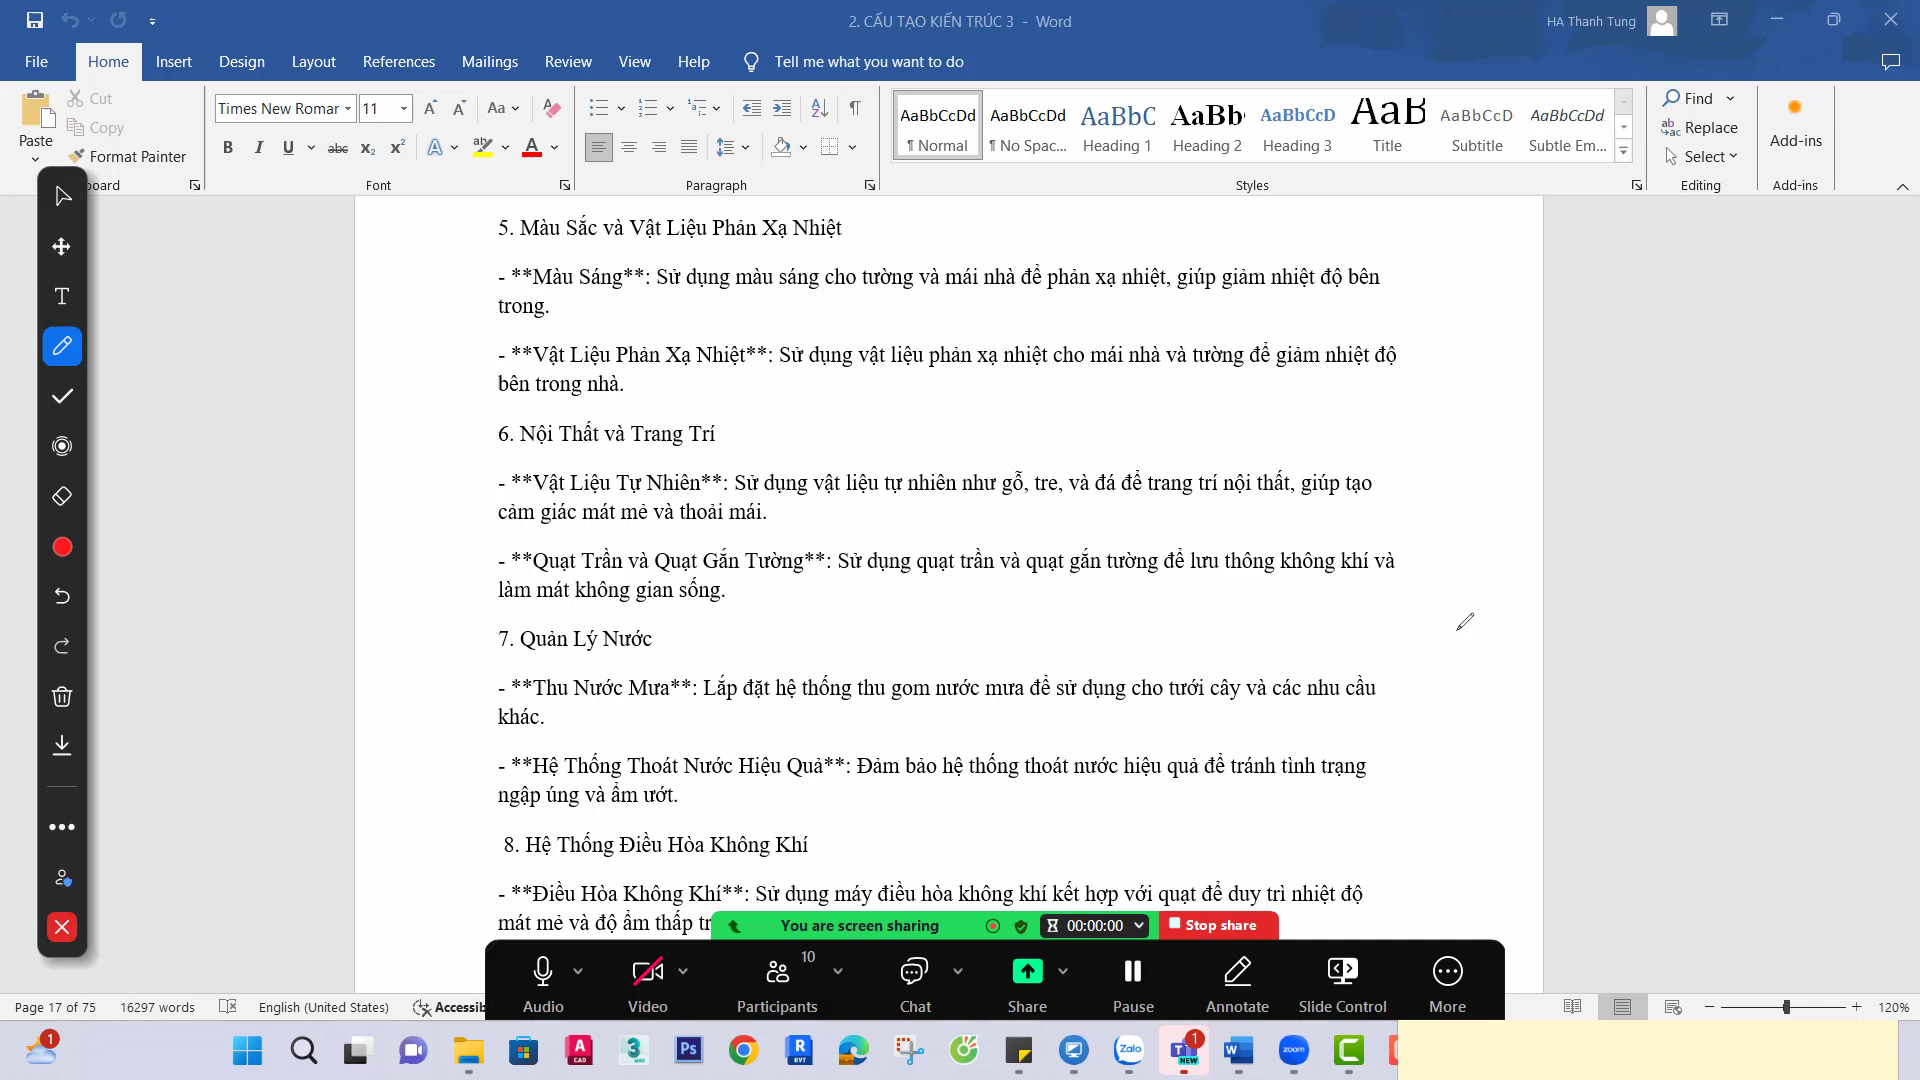 2. CẤU TẠO KIẾN TRÚC 3 - Word
HA Thanh Tung
File Home Insert Design Layout References Mailings Review View Help Tell me what you want to do
Paste
Cut
Copy
Format Painter
board
Times New Romar 11
Aa
Font
Paragraph
AaBbCcDd AaBbCcDd AaBbC AaBb AaBbCcD AaB AaBbCcD AaBbCcDd
¶ Normal ¶ No Spac... Heading 1 Heading 2 Heading 3 Title Subtitle Subtle Em...
Styles
Find
Replace
Select
Editing
Add-ins
Add-ins
5. Màu Sắc và Vật Liệu Phản Xạ Nhiệt
- **Màu Sáng**: Sử dụng màu sáng cho tường và mái nhà để phản xạ nhiệt, giúp giảm nhiệt độ bên
trong.
- **Vật Liệu Phản Xạ Nhiệt**: Sử dụng vật liệu phản xạ nhiệt cho mái nhà và tường để giảm nhiệt độ
bên trong nhà.
6. Nội Thất và Trang Trí
- **Vật Liệu Tự Nhiên**: Sử dụng vật liệu tự nhiên như gỗ, tre, và đá để trang trí nội thất, giúp tạo
cảm giác mát mẻ và thoải mái.
- **Quạt Trần và Quạt Gắn Tường**: Sử dụng quạt trần và quạt gắn tường để lưu thông không khí và
làm mát không gian sống.
7. Quản Lý Nước
- **Thu Nước Mưa**: Lắp đặt hệ thống thu gom nước mưa để sử dụng cho tưới cây và các nhu cầu
khác.
- **Hệ Thống Thoát Nước Hiệu Quả**: Đảm bảo hệ thống thoát nước hiệu quả để tránh tình trạng
ngập úng và ẩm ướt.
8. Hệ Thống Điều Hòa Không Khí
- **Điều Hòa Không Khí**: Sử dụng máy điều hòa không khí kết hợp với quạt để duy trì nhiệt độ
mát mẻ và độ ẩm thấp tr
You are screen sharing 00:00:00 Stop share
10
Audio Video Participants Chat Share Pause Annotate Slide Control More
Page 17 of 75 16297 words English (United States) Accessib 120%